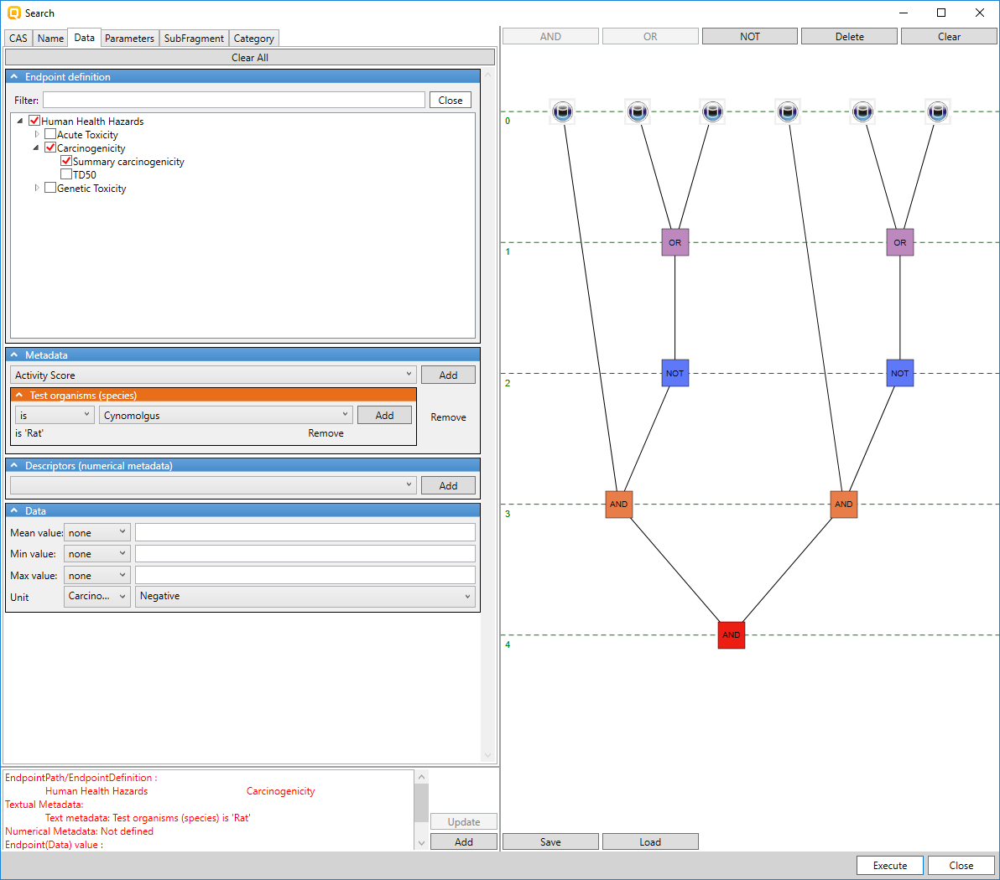 Search
CAS Name Data Parameters SubFragment Category
Clear All
Endpoint definition
Filter: Close
Human Health Hazards
Acute Toxicity
Carcinogenicity
Summary carcinogenicity
TD50
Genetic Toxicity
Metadata
Activity Score Add
Test organisms (species)
is Cynomolgus Add Remove
is 'Rat' Remove
Descriptors (numerical metadata)
Add
Data
Mean value: none
Min value: none
Max value: none
Unit Carcino... Negative
EndpointPath/EndpointDefinition :
Human Health Hazards Carcinogenicity
Textual Metadata:
Text metadata: Test organisms (species) is 'Rat'
Numerical Metadata: Not defined
Endpoint(Data) value :
Update
Add
AND OR NOT Delete Clear
0
OR OR
1
NOT NOT
2
AND AND
3
AND
4
Save Load
Execute Close